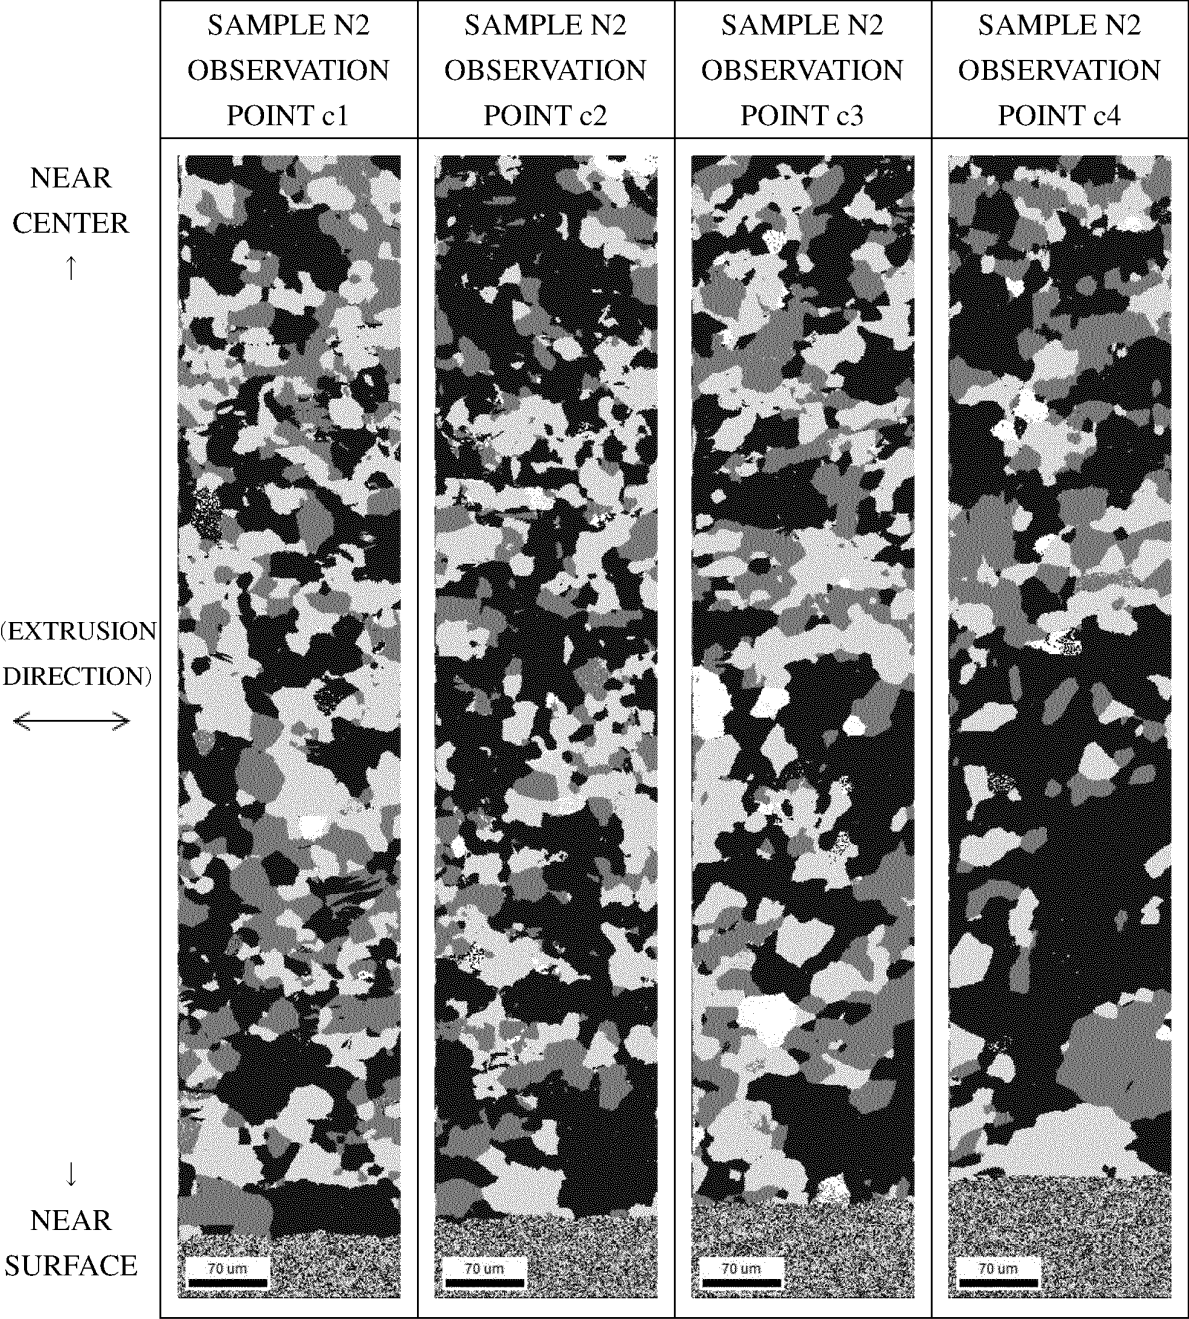 SAMPLE N2
OBSERVATION
POINT c1
SAMPLE N2
OBSERVATION
POINT c2
SAMPLE N2
OBSERVATION
POINT c3
SAMPLE N2
OBSERVATION
POINT c4
NEAR
CENTER
↑
(EXTRUSION
DIRECTION)
↔
↓
NEAR
SURFACE
70 um
70 um
70 um
70 um